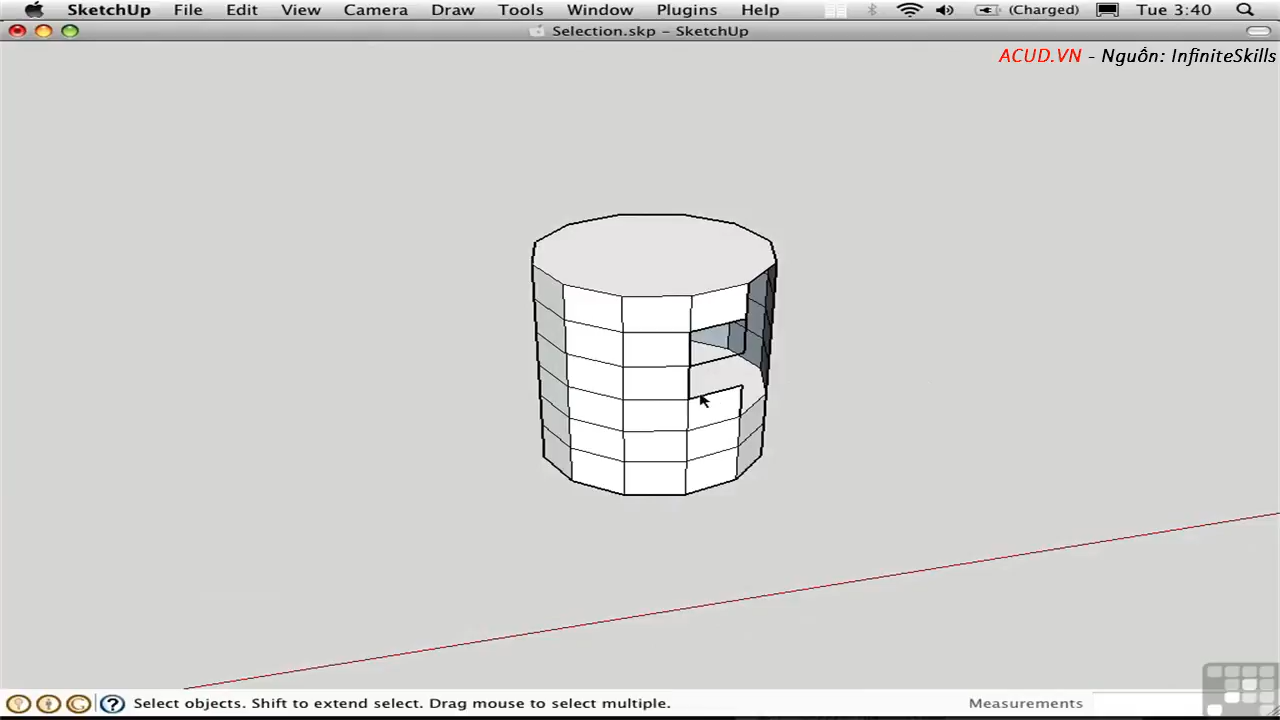 SketchUp File Edit View Camera Draw Tools Window Plugins Help (Charged) Tue 3:40
Selection.skp – SketchUp
ACUD.VN - Nguồn: InfiniteSkills
Select objects. Shift to extend select. Drag mouse to select multiple. Measurements